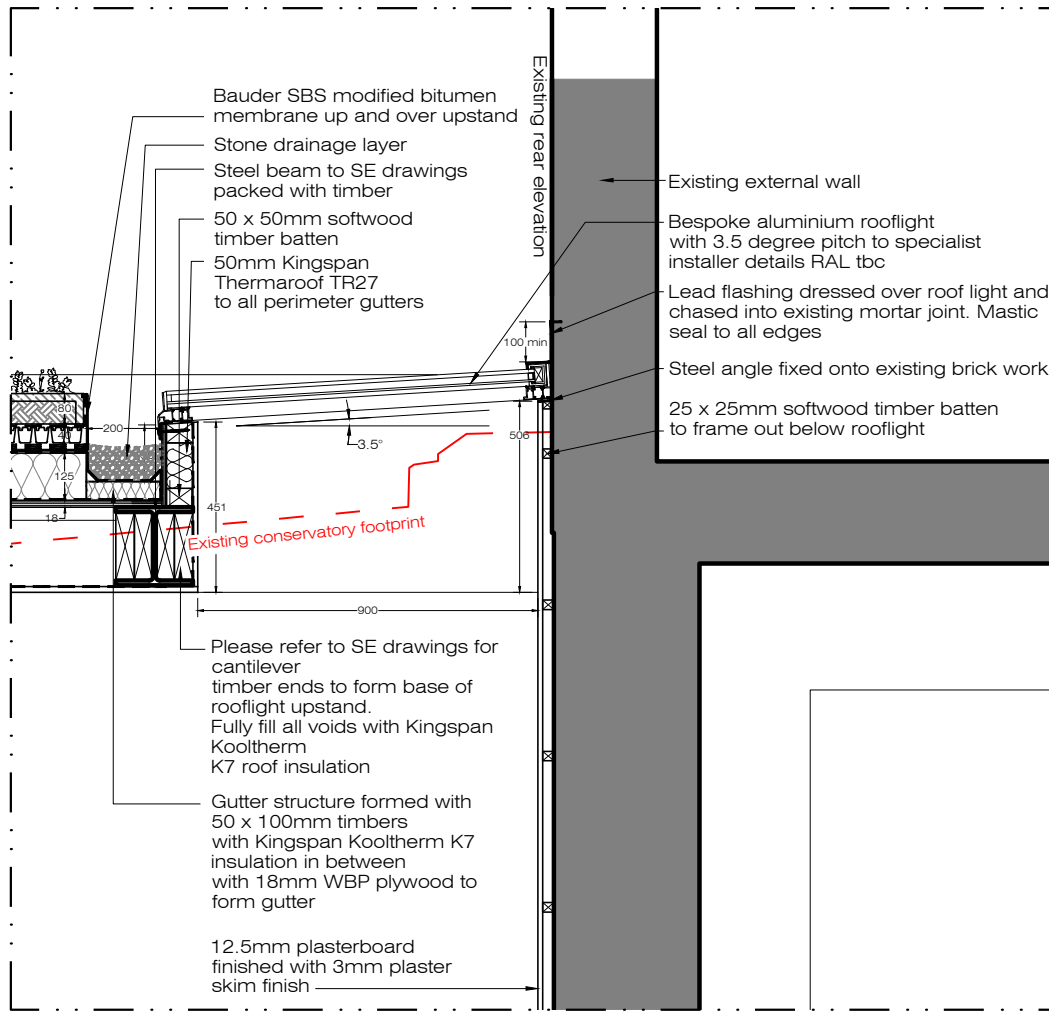 Bauder SBS modified bitumen
membrane up and over upstand
Stone drainage layer
Steel beam to SE drawings
packed with timber
50 x 50mm softwood
timber batten
50mm Kingspan
Thermaroof TR27
to all perimeter gutters
Existing rear elevation
Existing external wall
Bespoke aluminium rooflight
with 3.5 degree pitch to specialist
installer details RAL tbc
Lead flashing dressed over roof light and
chased into existing mortar joint. Mastic
seal to all edges
Steel angle fixed onto existing brick work
25 x 25mm softwood timber batten
to frame out below rooflight
100 min
80
40
200
125
18
3.5°
506
451
Existing conservatory footprint
900
Please refer to SE drawings for
cantilever
timber ends to form base of
rooflight upstand.
Fully fill all voids with Kingspan
Kooltherm
K7 roof insulation
Gutter structure formed with
50 x 100mm timbers
with Kingspan Kooltherm K7
insulation in between
with 18mm WBP plywood to
form gutter
12.5mm plasterboard
finished with 3mm plaster
skim finish